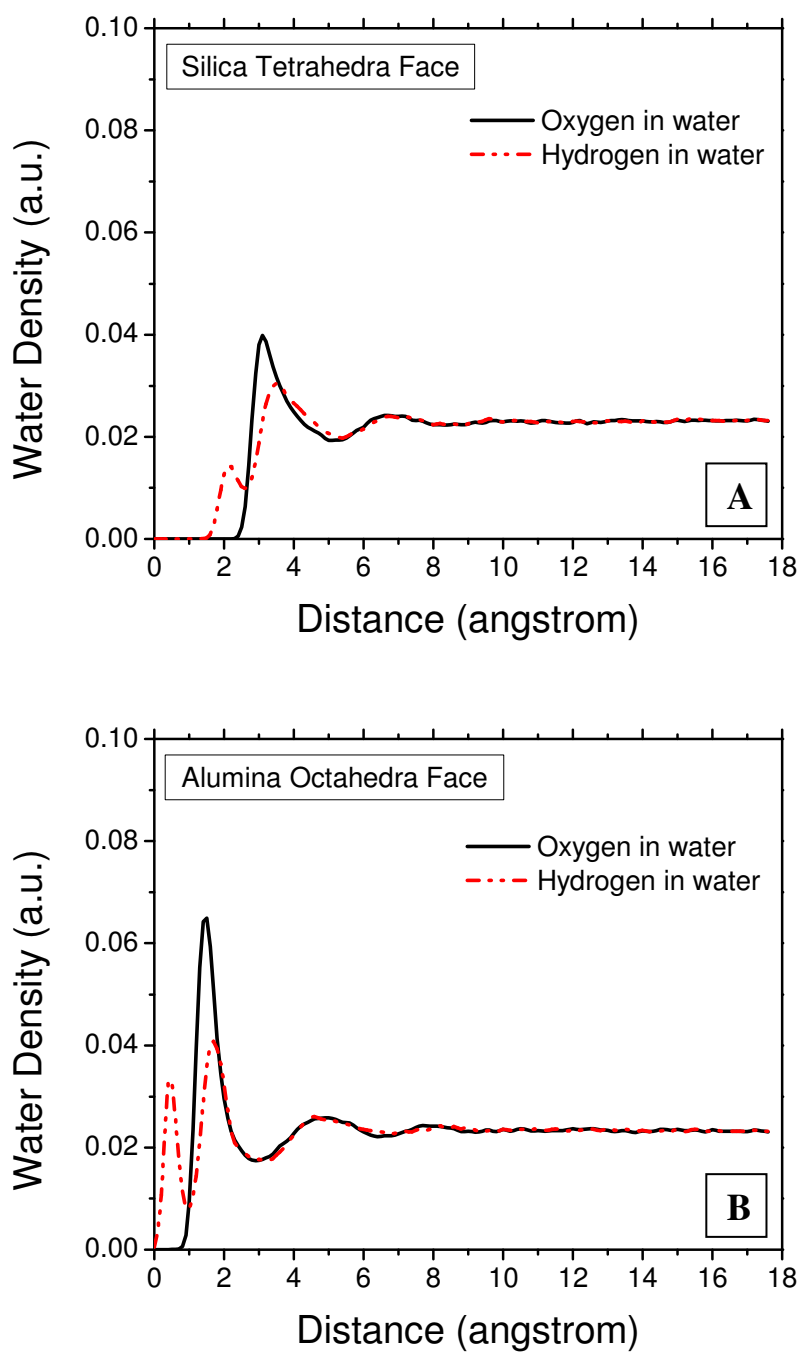 Silica Tetrahedra Face
Oxygen in water
Hydrogen in water
Water Density (a.u.)
0.10
0.08
0.06
0.04
0.02
0.00
A
0 2 4 6 8 10 12 14 16 18
Distance (angstrom)
Alumina Octahedra Face
Oxygen in water
Hydrogen in water
Water Density (a.u.)
0.10
0.08
0.06
0.04
0.02
0.00
B
0 2 4 6 8 10 12 14 16 18
Distance (angstrom)